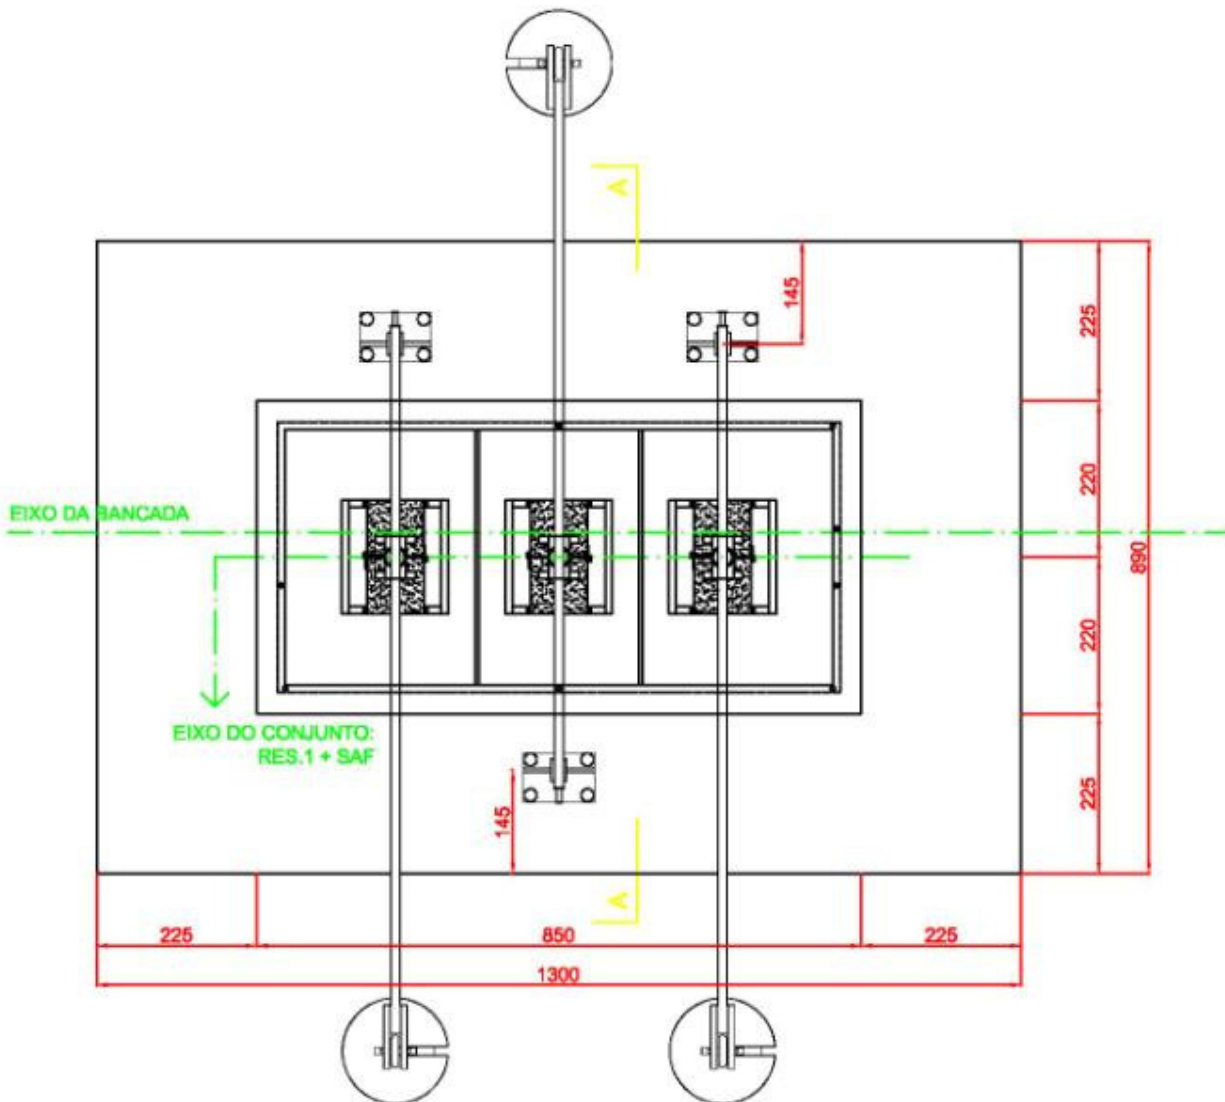 A
145
225
EIXO DA BANCADA
220
890
220
EIXO DO CONJUNTO:
RES.1 + SAF
145
225
A
225
850
225
1300